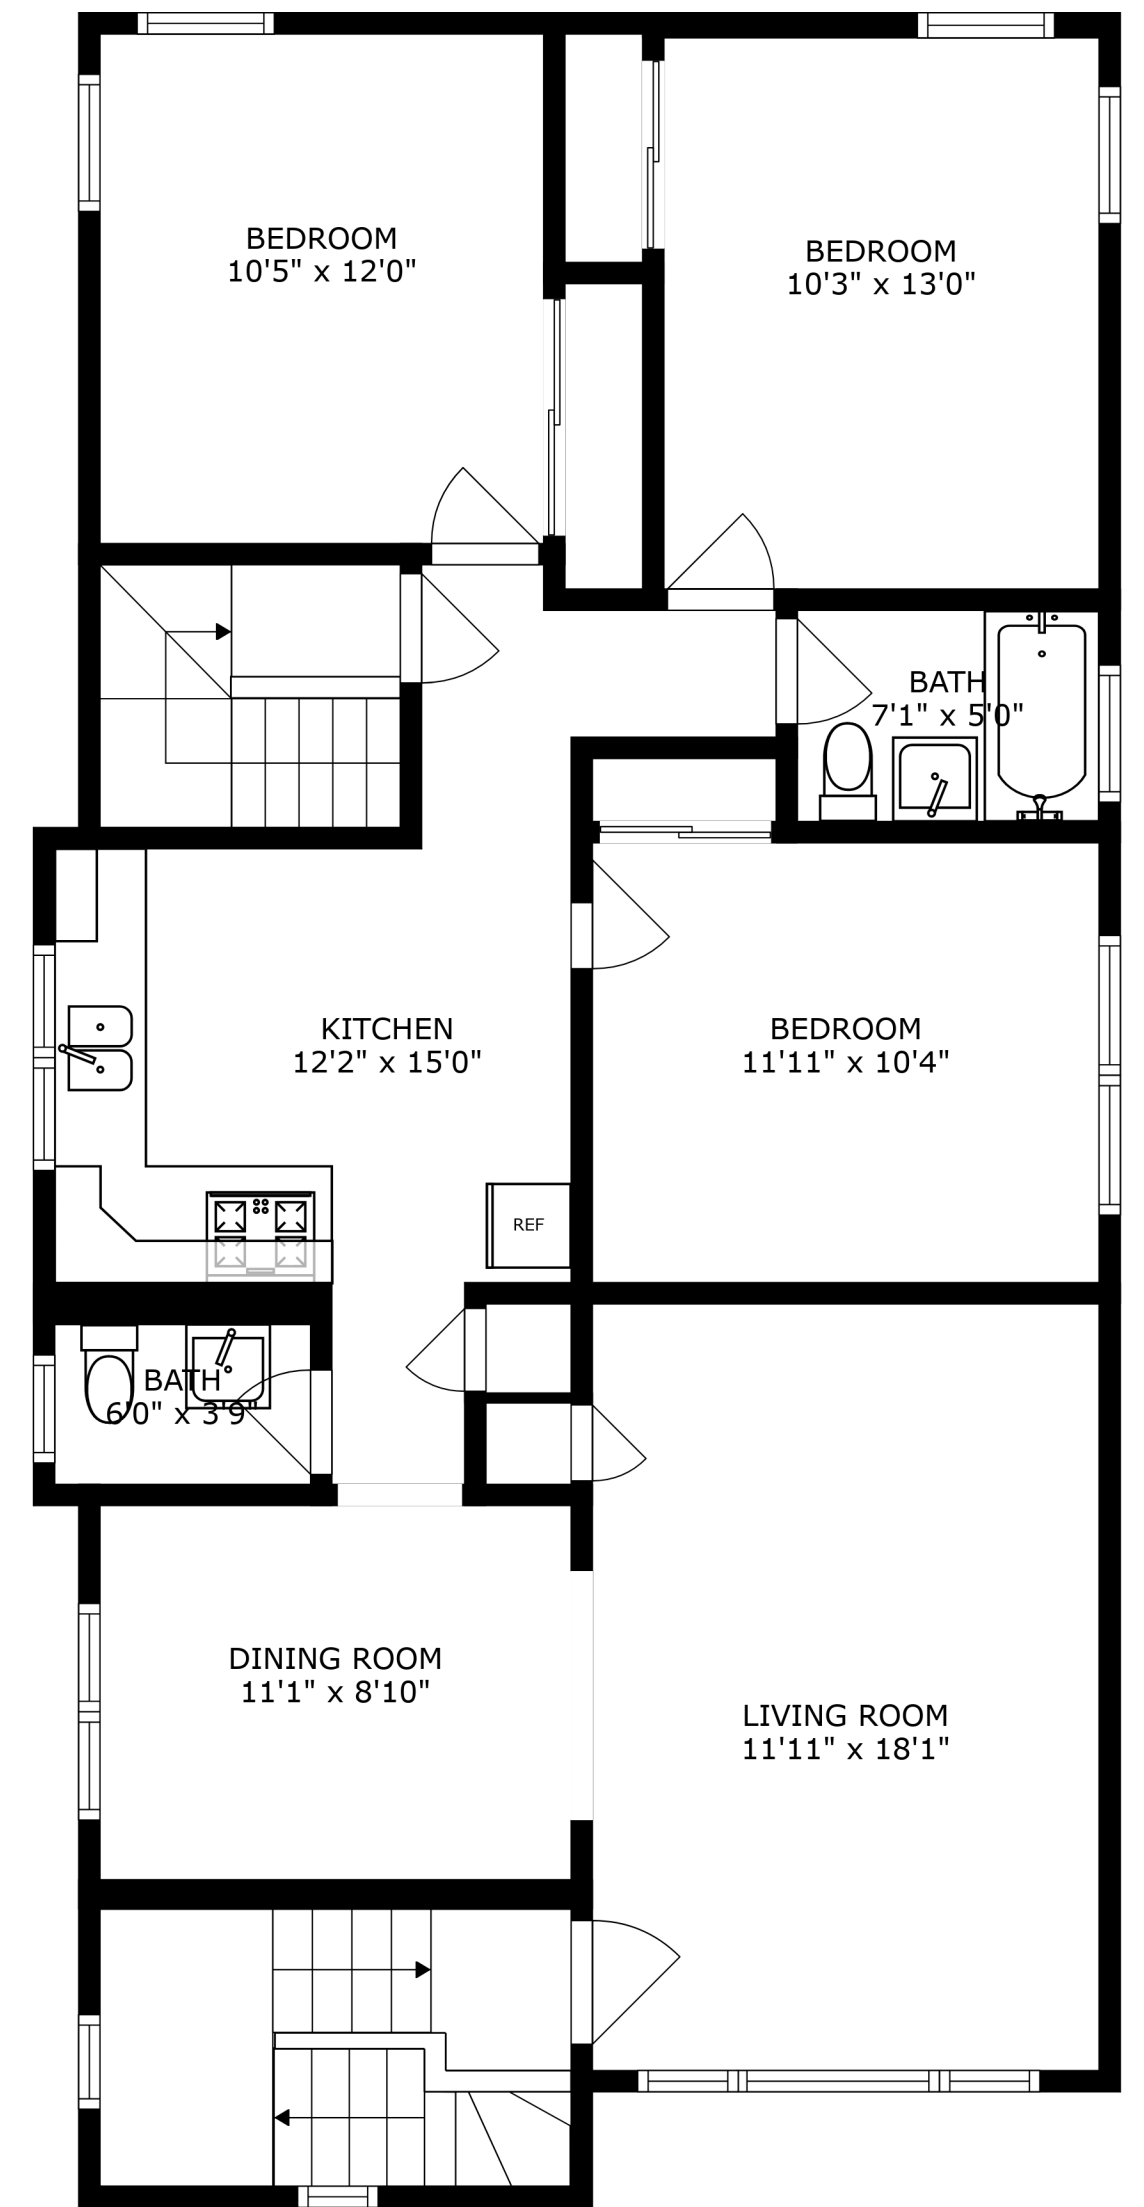 BEDROOM
10'5" x 12'0"
BEDROOM
10'3" x 13'0"
BATH
7'1" x 5'0"
KITCHEN
12'2" x 15'0"
BEDROOM
11'11" x 10'4"
REF
BATH
6'0" x 3'9"
DINING ROOM
11'1" x 8'10"
LIVING ROOM
11'11" x 18'1"